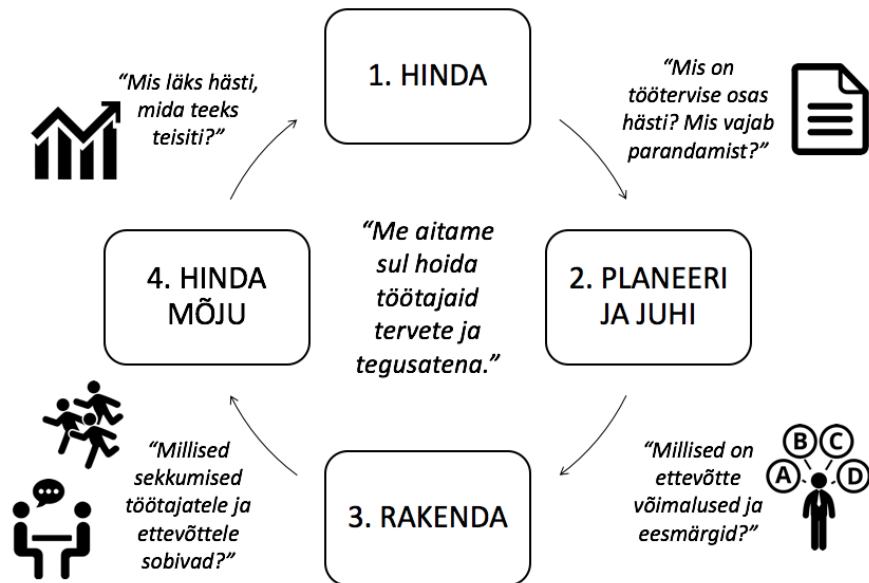 1. HINDA
“Mis on
töötervise osas
hästi? Mis vajab
parandamist?”
2. PLANEERI
JA JUHI
“Millised on
ettevõtte
võimalused ja
eesmärgid?”
A
B
C
D
3. RAKENDA
“Millised
sekkumised
töötajatele ja
ettevõttele
sobivad?”
4. HINDA
MÕJU
“Mis läks hästi,
mida teeks
teisiti?”
“Me aitame
sul hoida
töötajaid
tervete ja
tegusatena.”